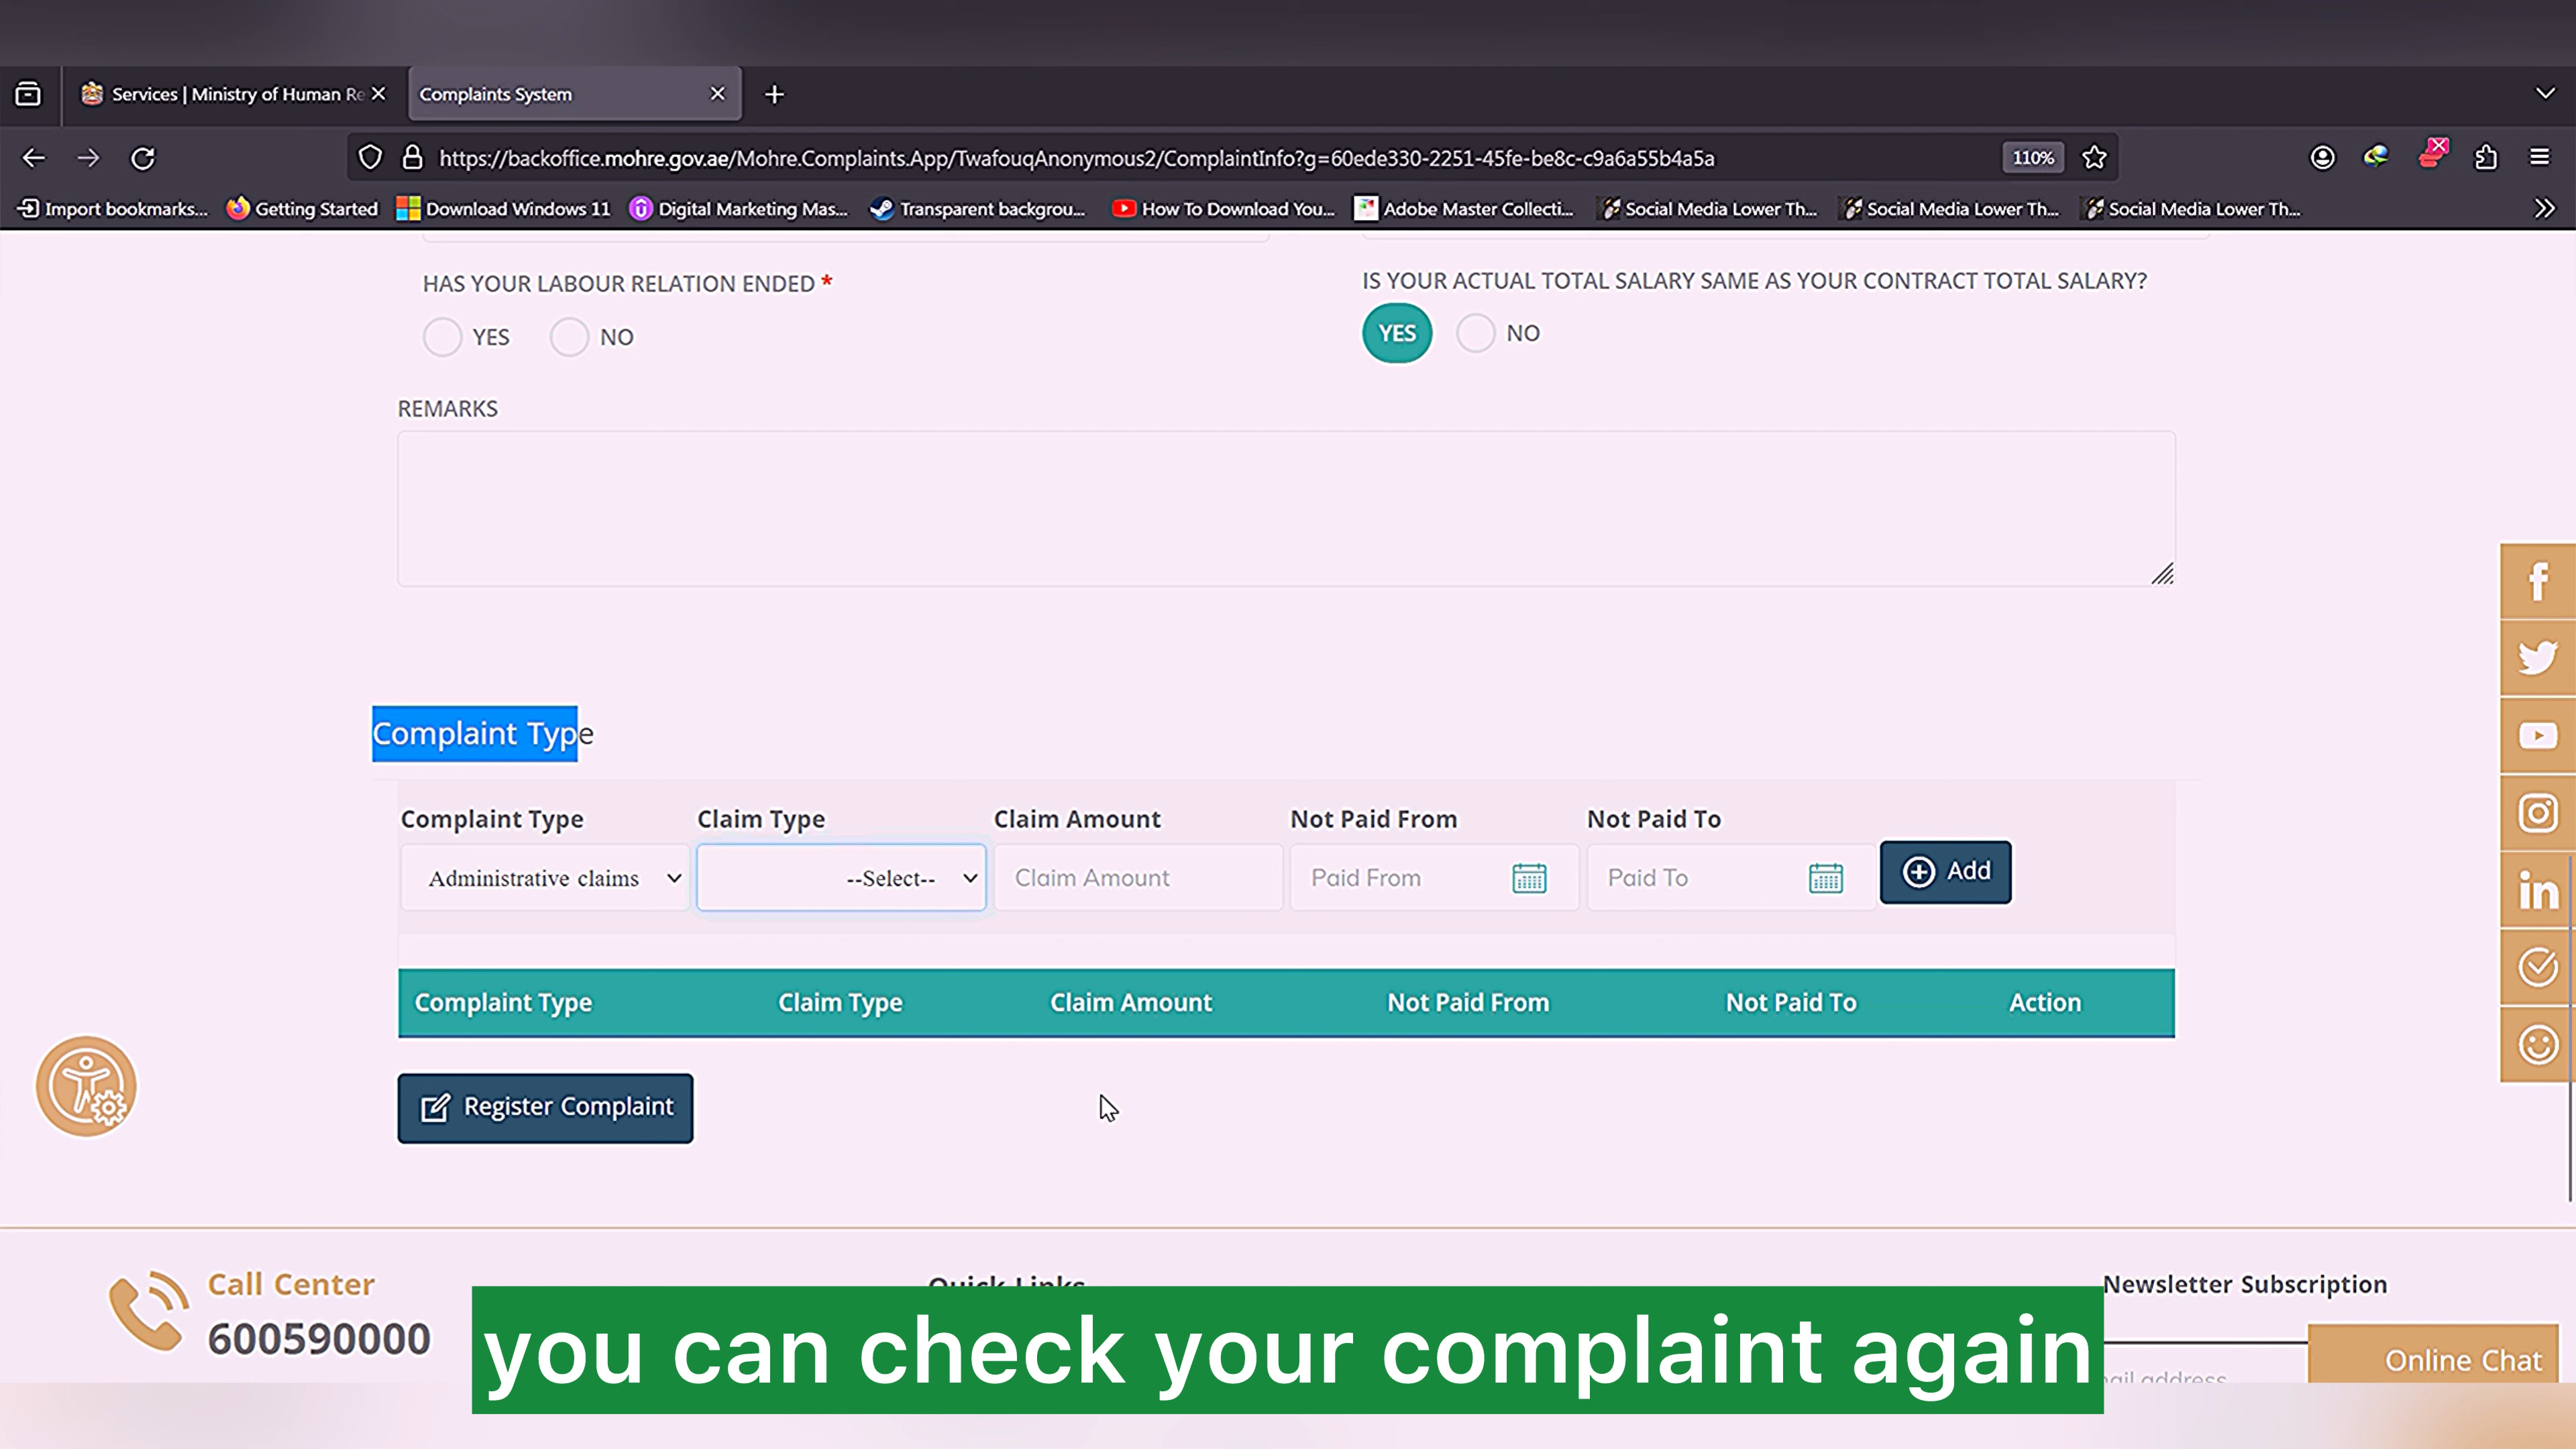 Services | Ministry of Human Re
Complaints System
https://backoffice.mohre.gov.ae/Mohre.Complaints.App/TwafouqAnonymous2/ComplaintInfo?g=60ede330-2251-45fe-be8c-c9a6a55b4a5a
110%
Import bookmarks...
Getting Started
Download Windows 11
Digital Marketing Mas...
Transparent backgrou...
How To Download You...
Adobe Master Collecti...
Social Media Lower Th...
Social Media Lower Th...
Social Media Lower Th...
HAS YOUR LABOUR RELATION ENDED *
YES NO
IS YOUR ACTUAL TOTAL SALARY SAME AS YOUR CONTRACT TOTAL SALARY?
YES NO
REMARKS
Complaint Type
Complaint Type Claim Type Claim Amount Not Paid From Not Paid To
Administrative claims --Select-- Claim Amount Paid From Paid To Add
Complaint Type Claim Type Claim Amount Not Paid From Not Paid To Action
Register Complaint
Call Center
600590000
Quick Links
Newsletter Subscription
address
Online Chat
you can check your complaint again